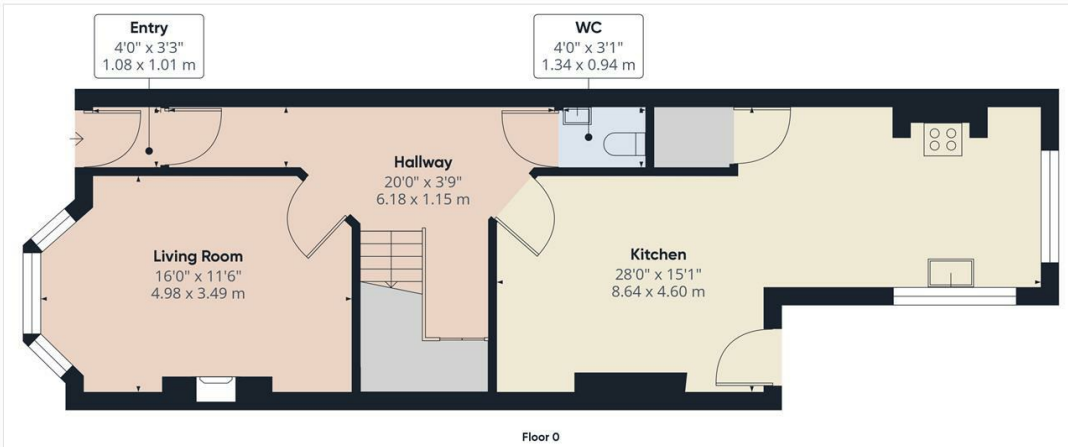 Entry
4'0" x 3'3"
1.08 x 1.01 m
WC
4'0" x 3'1"
1.34 x 0.94 m
Hallway
20'0" x 3'9"
6.18 x 1.15 m
Living Room
16'0" x 11'6"
4.98 x 3.49 m
Kitchen
28'0" x 15'1"
8.64 x 4.60 m
Floor 0